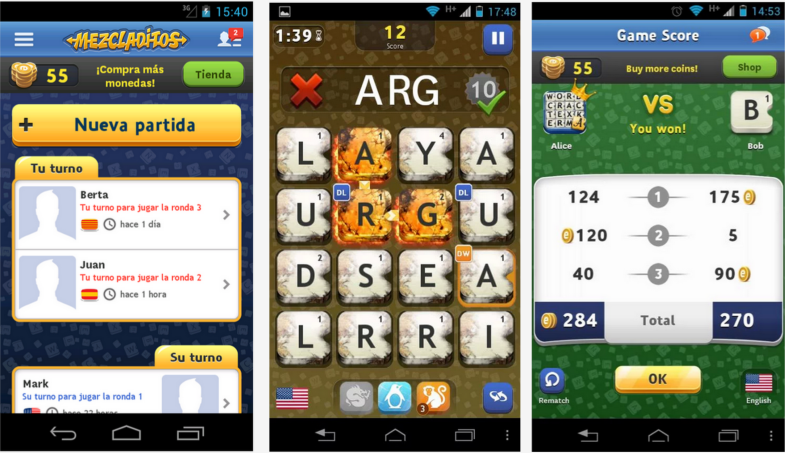 3G 15:40
MEZCLADITOS
2
55
¡Compra más
monedas!
Tienda
+ Nueva partida
Tu turno
Berta
Tu turno para jugar la ronda 3
hace 1 día
Juan
Tu turno para jugar la ronda 2
hace 1 hora
Su turno
Mark
Su turno para jugar la ronda 1
hace 22 horas
H+ 17:48
1:39
12
Score
ARG
10
L 1 A 1 Y 4 A 1
U 1 DL R 1 G 2 DL U 1
D 2 S 1 E 1 DW A 1
L 1 R 1 R 1 I 1
3
H+ 14:53
Game Score
1
55
Buy more coins!
Shop
WORD
CRAC
TEXK
ERM4
VS
You won!
B 1
Alice
Bob
124 1 175
120 2 5
40 3 90
284 Total 270
OK
Rematch
English